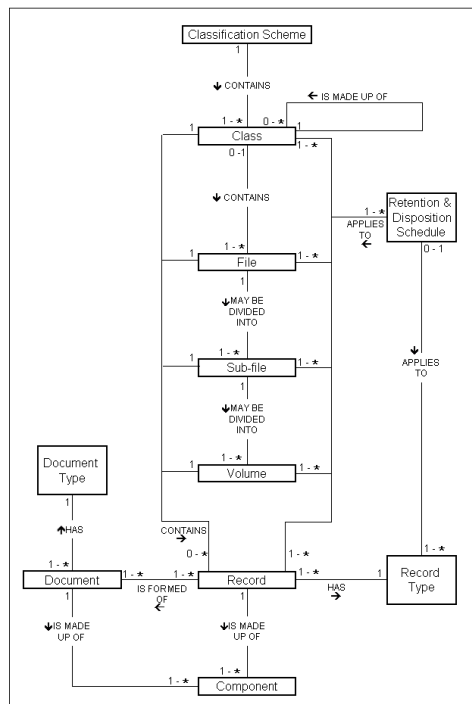 Classification Scheme
1
↓ CONTAINS
← IS MADE UP OF
1 - *
0 - *
1
1
Class
1 - *
0 - 1
↓ CONTAINS
1 - *
Retention &
Disposition
Schedule
APPLIES
TO
←
0 - 1
1 - *
1
File
1 - *
1
↓ MAY BE
DIVIDED
INTO
↓
APPLIES
TO
1 - *
1
Sub-file
1 - *
1
↓ MAY BE
DIVIDED
INTO
1 - *
1
Volume
1 - *
Document
Type
1
↑ HAS
CONTAINS
→
1 - *
0 - *
1 - *
1 - *
Document
1 - *
1 - *
Record
1 - *
1
Record
Type
IS FORMED
OF
←
HAS
→
1
1
↓ IS MADE
UP OF
↓ IS MADE
UP OF
1 - *
1 - *
Component